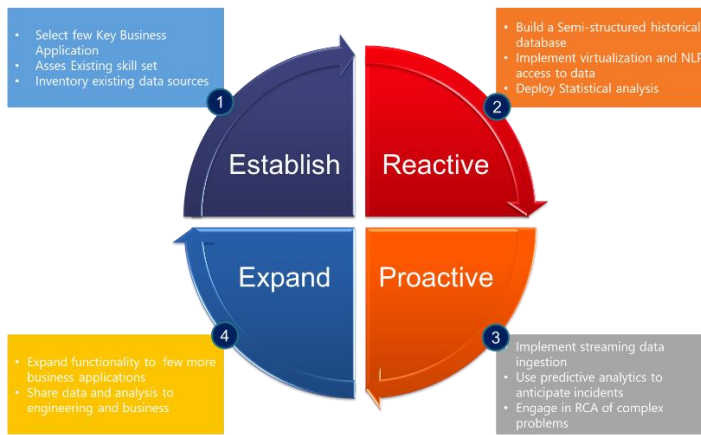 • Select few Key Business
Application
• Asses Existing skill set
• Inventory existing data sources
1
Establish
• Build a Semi-structured historical
database
• Implement virtualization and NLP
access to data
• Deploy Statistical analysis
2
Reactive
Proactive
3
• Implement streaming data
ingestion
• Use predictive analytics to
anticipate incidents
• Engage in RCA of complex
problems
Expand
4
• Expand functionality to few more
business applications
• Share data and analysis to
engineering and business